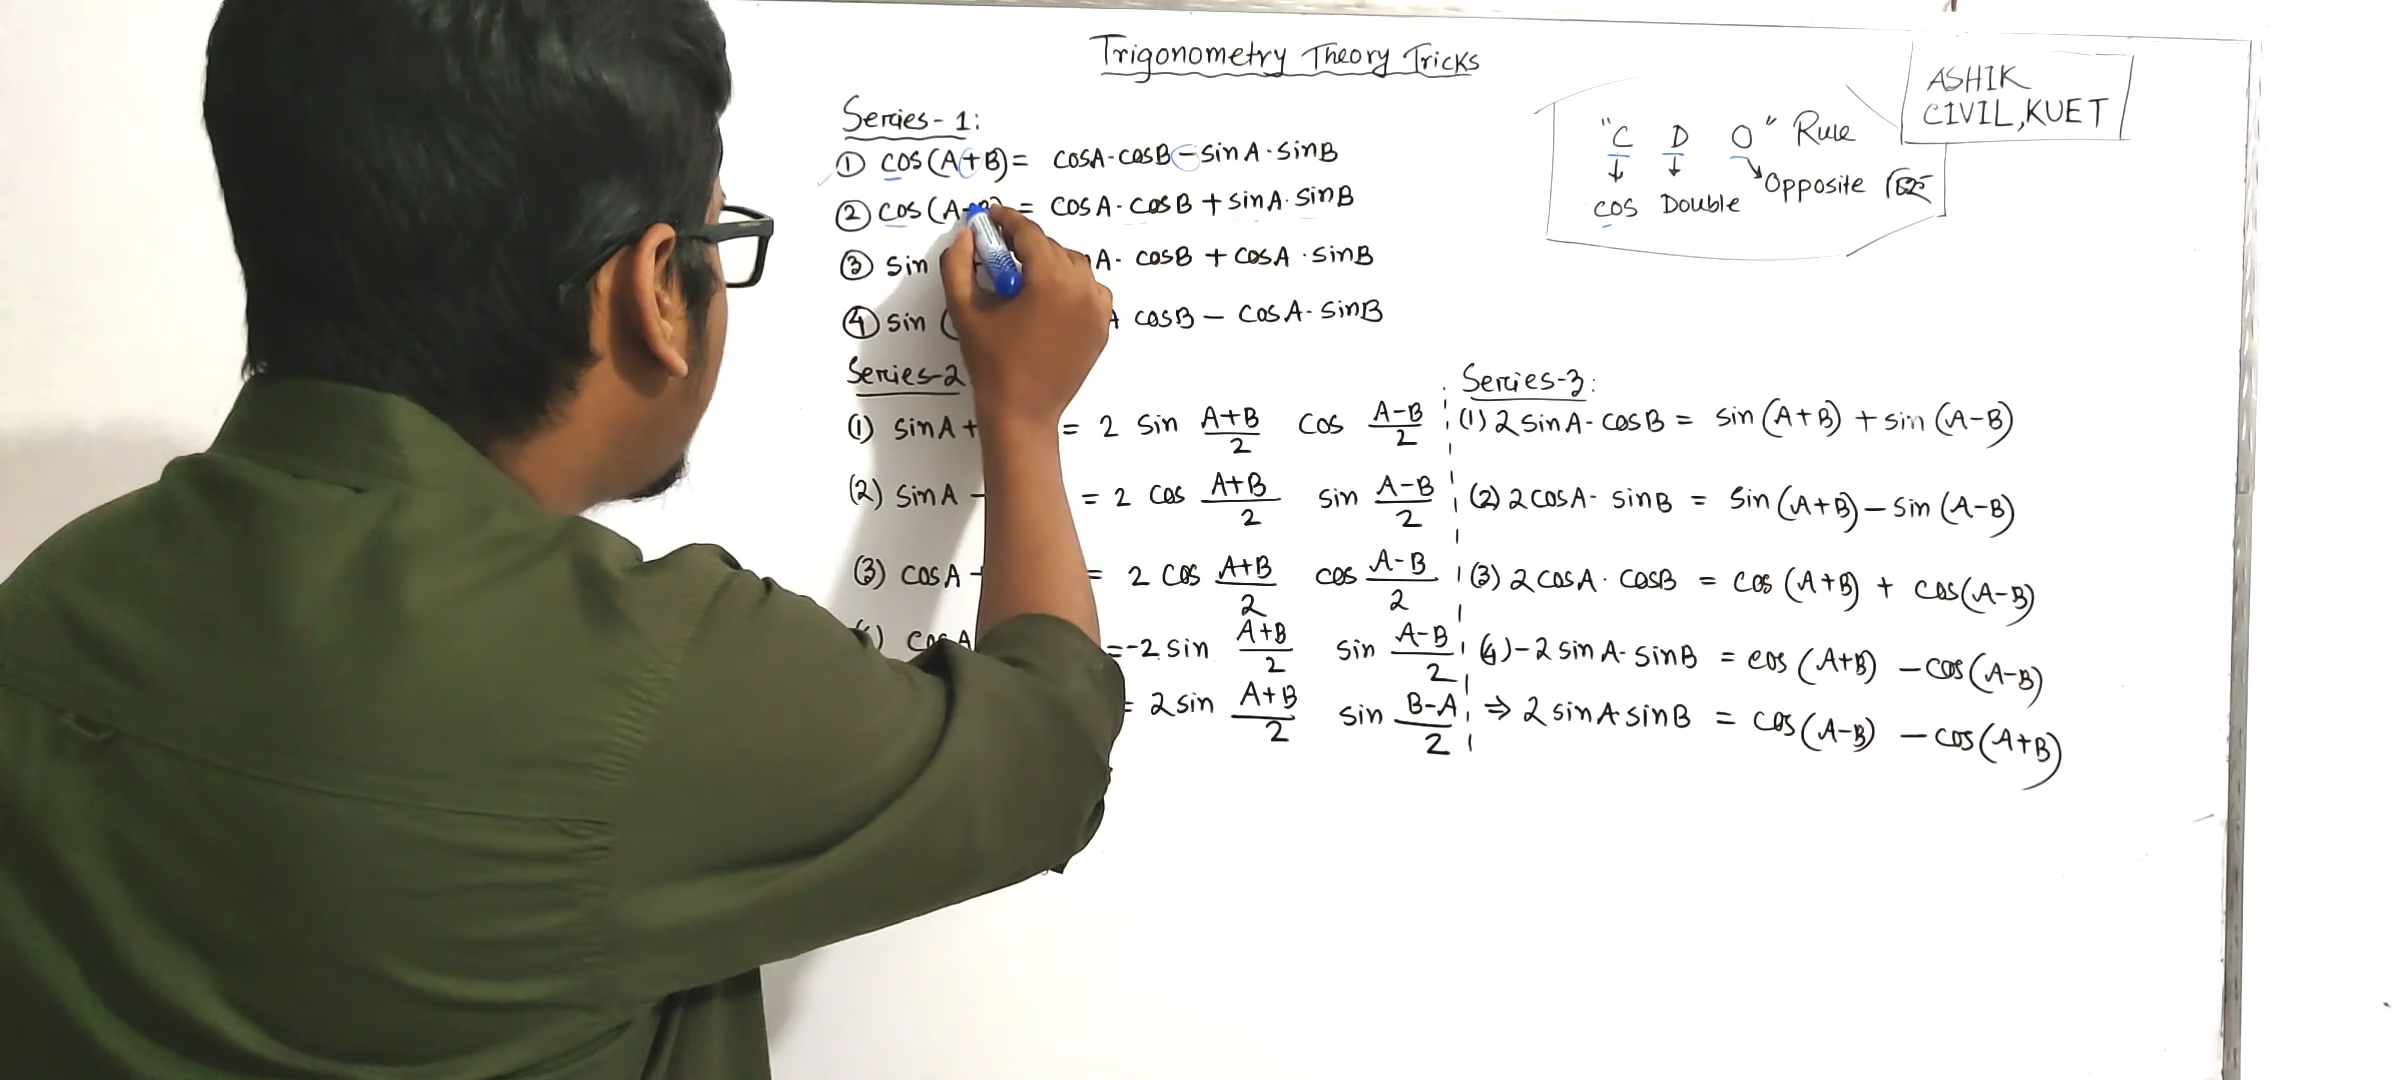 Trigonometry Theory Tricks
ASHIK
CIVIL,KUET
"C D O" Rule
↓ ↓ ↘
cos Double Opposite
Series-1:
① cos(A+B)= cosA·cosB-sinA·sinB
② cos(A-B) = cosA·cosB+sinA·sinB
③ sin A· cosB + cosA ·sinB
④ sin ( cosB - cosA·sinB
Series-2
(1) sinA+ = 2 sin (A+B)/2 cos (A-B)/2
(2) sinA - = 2 cos (A+B)/2 sin (A-B)/2
(3) cosA + = 2 cos (A+B)/2 cos (A-B)/2
cosA =-2 sin (A+B)/2 sin (A-B)/2
= 2 sin (A+B)/2 sin (B-A)/2
Series-3:
(1) 2 sinA·cosB = sin(A+B) + sin(A-B)
(2) 2 cosA· sinB = sin(A+B)-sin(A-B)
(3) 2 cosA· cosB = cos(A+B) + cos(A-B)
(4) -2 sinA·sinB = cos(A+B) -cos(A-B)
⇒ 2 sinA·sinB = cos(A-B) -cos(A+B)